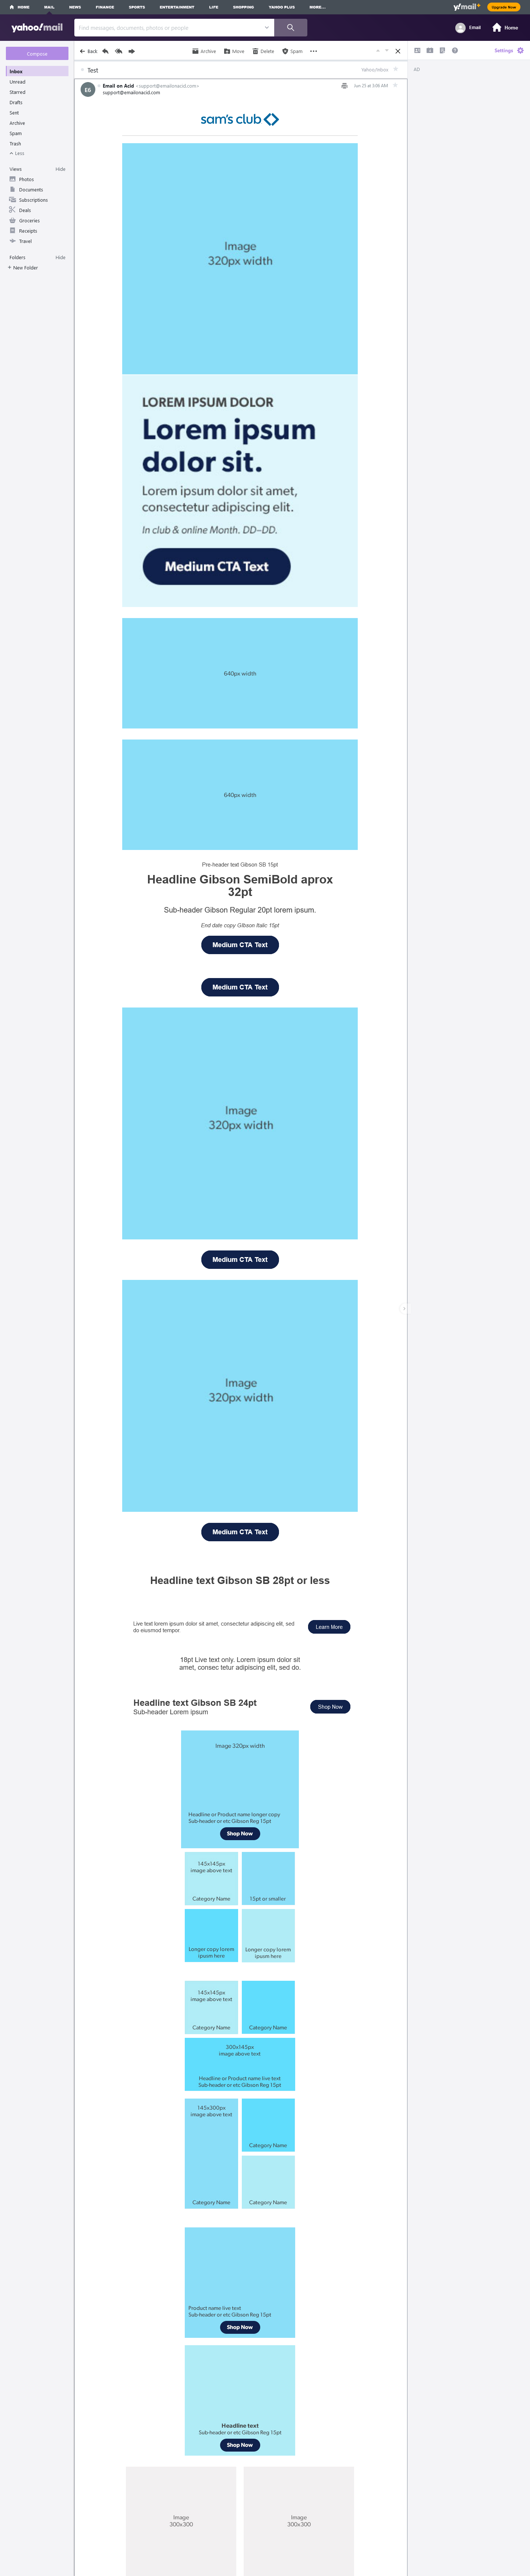 HOME MAIL NEWS FINANCE SPORTS ENTERTAINMENT LIFE SHOPPING YAHOO PLUS MORE...
y!mail+ Upgrade Now
yahoo!mail
Find messages, documents, photos or people
Email
Home
Compose
Back
Archive
Move
Delete
Spam
Settings
Inbox
Unread
Starred
Drafts
Sent
Archive
Spam
Trash
Less
Views Hide
Photos
Documents
Subscriptions
Deals
Groceries
Receipts
Travel
Folders Hide
+ New Folder
Test
Yahoo/Inbox
AD
E6
Email on Acid <support@emailonacid.com>
support@emailonacid.com
sam's club
Image
320px width
LOREM IPSUM DOLOR
Lorem ipsum
dolor sit.
Lorem ipsum dolor sit amet,
consectetur adipiscing elit.
In club & online Month. DD–DD.
Medium CTA Text
640px width
640px width
Pre-header text Gibson SB 15pt
Headline Gibson SemiBold aprox
32pt
Sub-header Gibson Regular 20pt lorem ipsum.
End date copy Gibson Italic 15pt
Medium CTA Text
Medium CTA Text
Image
320px width
Medium CTA Text
Image
320px width
Medium CTA Text
Headline text Gibson SB 28pt or less
Live text lorem ipsum dolor sit amet, consectetur adipiscing elit, sed
do eiusmod tempor.
Learn More
18pt Live text only. Lorem ipsum dolor sit
amet, consec tetur adipiscing elit, sed do.
Headline text Gibson SB 24pt
Sub-header Lorem ipsum
Shop Now
Image 320px width
Headline or Product name longer copy
Sub-header or etc Gibson Reg 15pt
Shop Now
145x145px
image above text
Category Name
15pt or smaller
Longer copy lorem
ipusm here
Longer copy lorem
ipusm here
145x145px
image above text
Category Name
Category Name
300x145px
image above text
Headline or Product name live text
Sub-header or etc Gibson Reg 15pt
145x300px
image above text
Category Name
Category Name
Category Name
Product name live text
Sub-header or etc Gibson Reg 15pt
Shop Now
Headline text
Sub-header or etc Gibson Reg 15pt
Shop Now
Image
300x300
Image
300x300